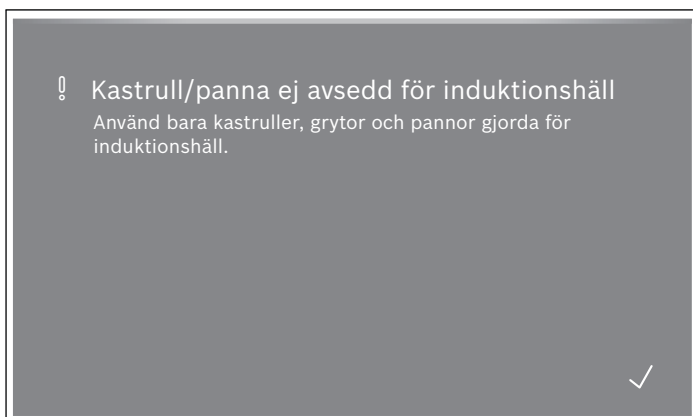 Kastrull/panna ej avsedd för induktionshäll
Använd bara kastruller, grytor och pannor gjorda för
induktionshäll.